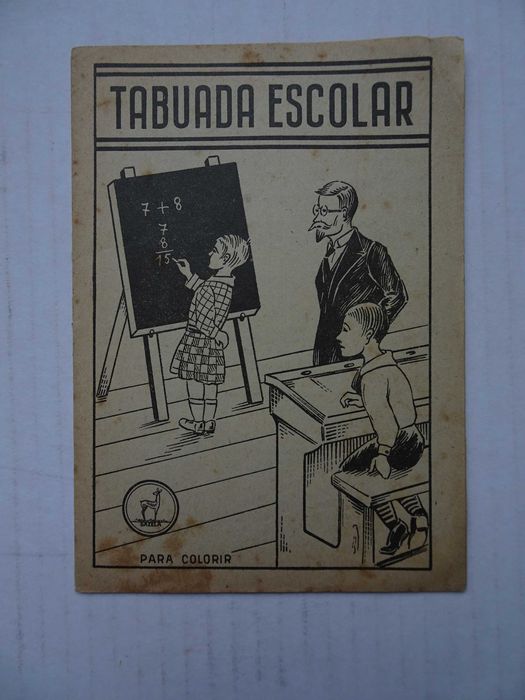 TABUADA ESCOLAR
7 + 8
7
8
15
GAZELA
PARA COLORIR